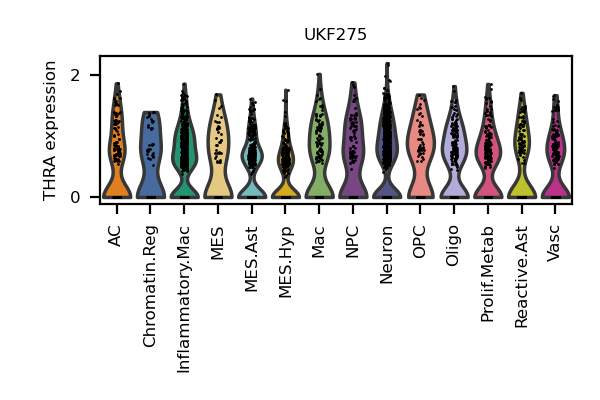 UKF275
THRA expression
2
0
AC
Chromatin.Reg
Inflammatory.Mac
MES
MES.Ast
MES.Hyp
Mac
NPC
Neuron
OPC
Oligo
Prolif.Metab
Reactive.Ast
Vasc